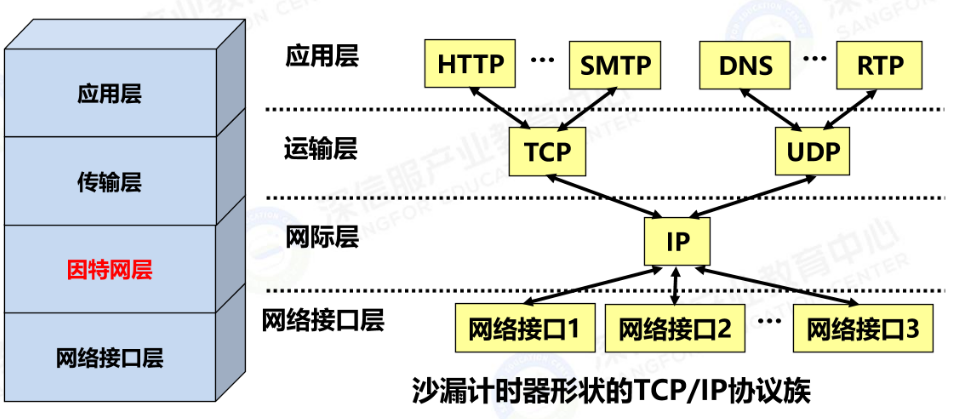 应用层
传输层
因特网层
网络接口层
应用层
HTTP … SMTP
DNS … RTP
运输层
TCP
UDP
网际层
IP
网络接口层
网络接口1
网络接口2
…
网络接口3
沙漏计时器形状的TCP/IP协议族
深信服产业教育中心
SANGFOR EDUCATION CENTER